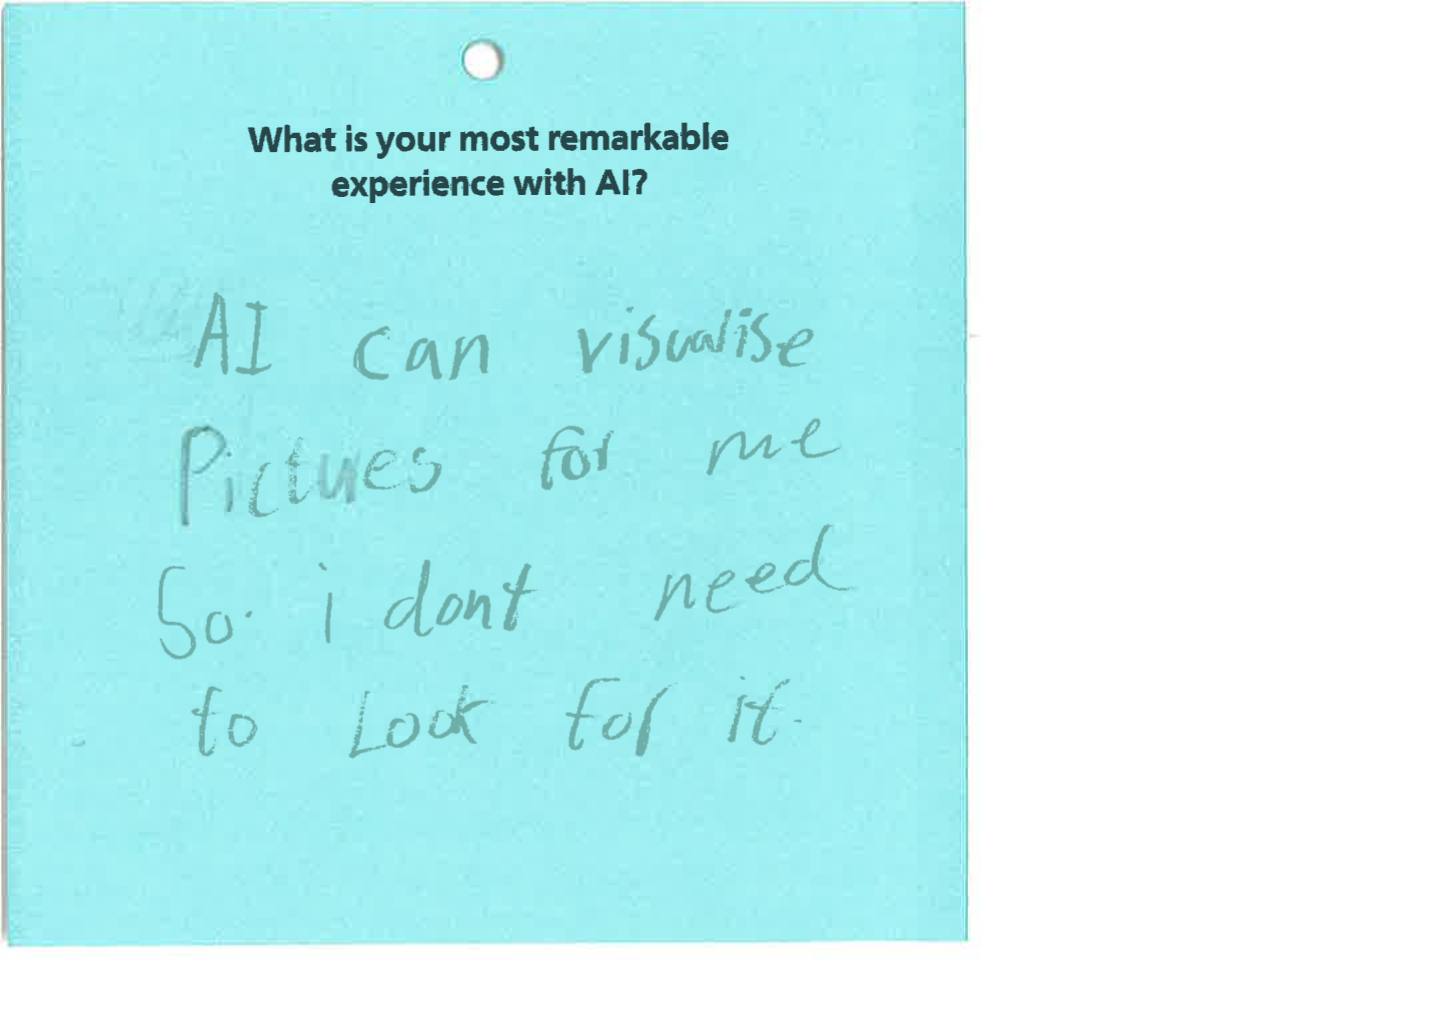 What is your most remarkable
experience with AI?
AI can visualise
Pictues for me
So i dont need
to Look for it.